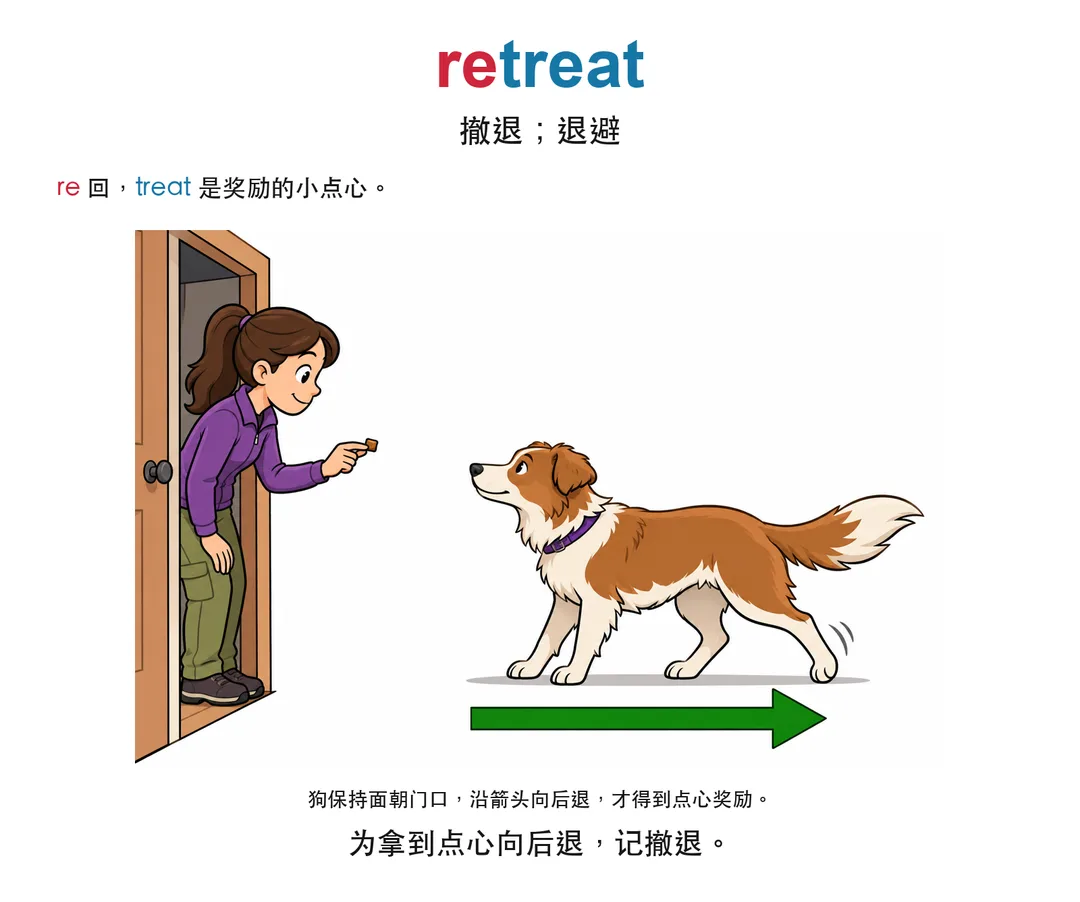 retreat
撤退；退避
re 回，treat 是奖励的小点心。
狗保持面朝门口，沿箭头向后退，才得到点心奖励。
为拿到点心向后退，记撤退。